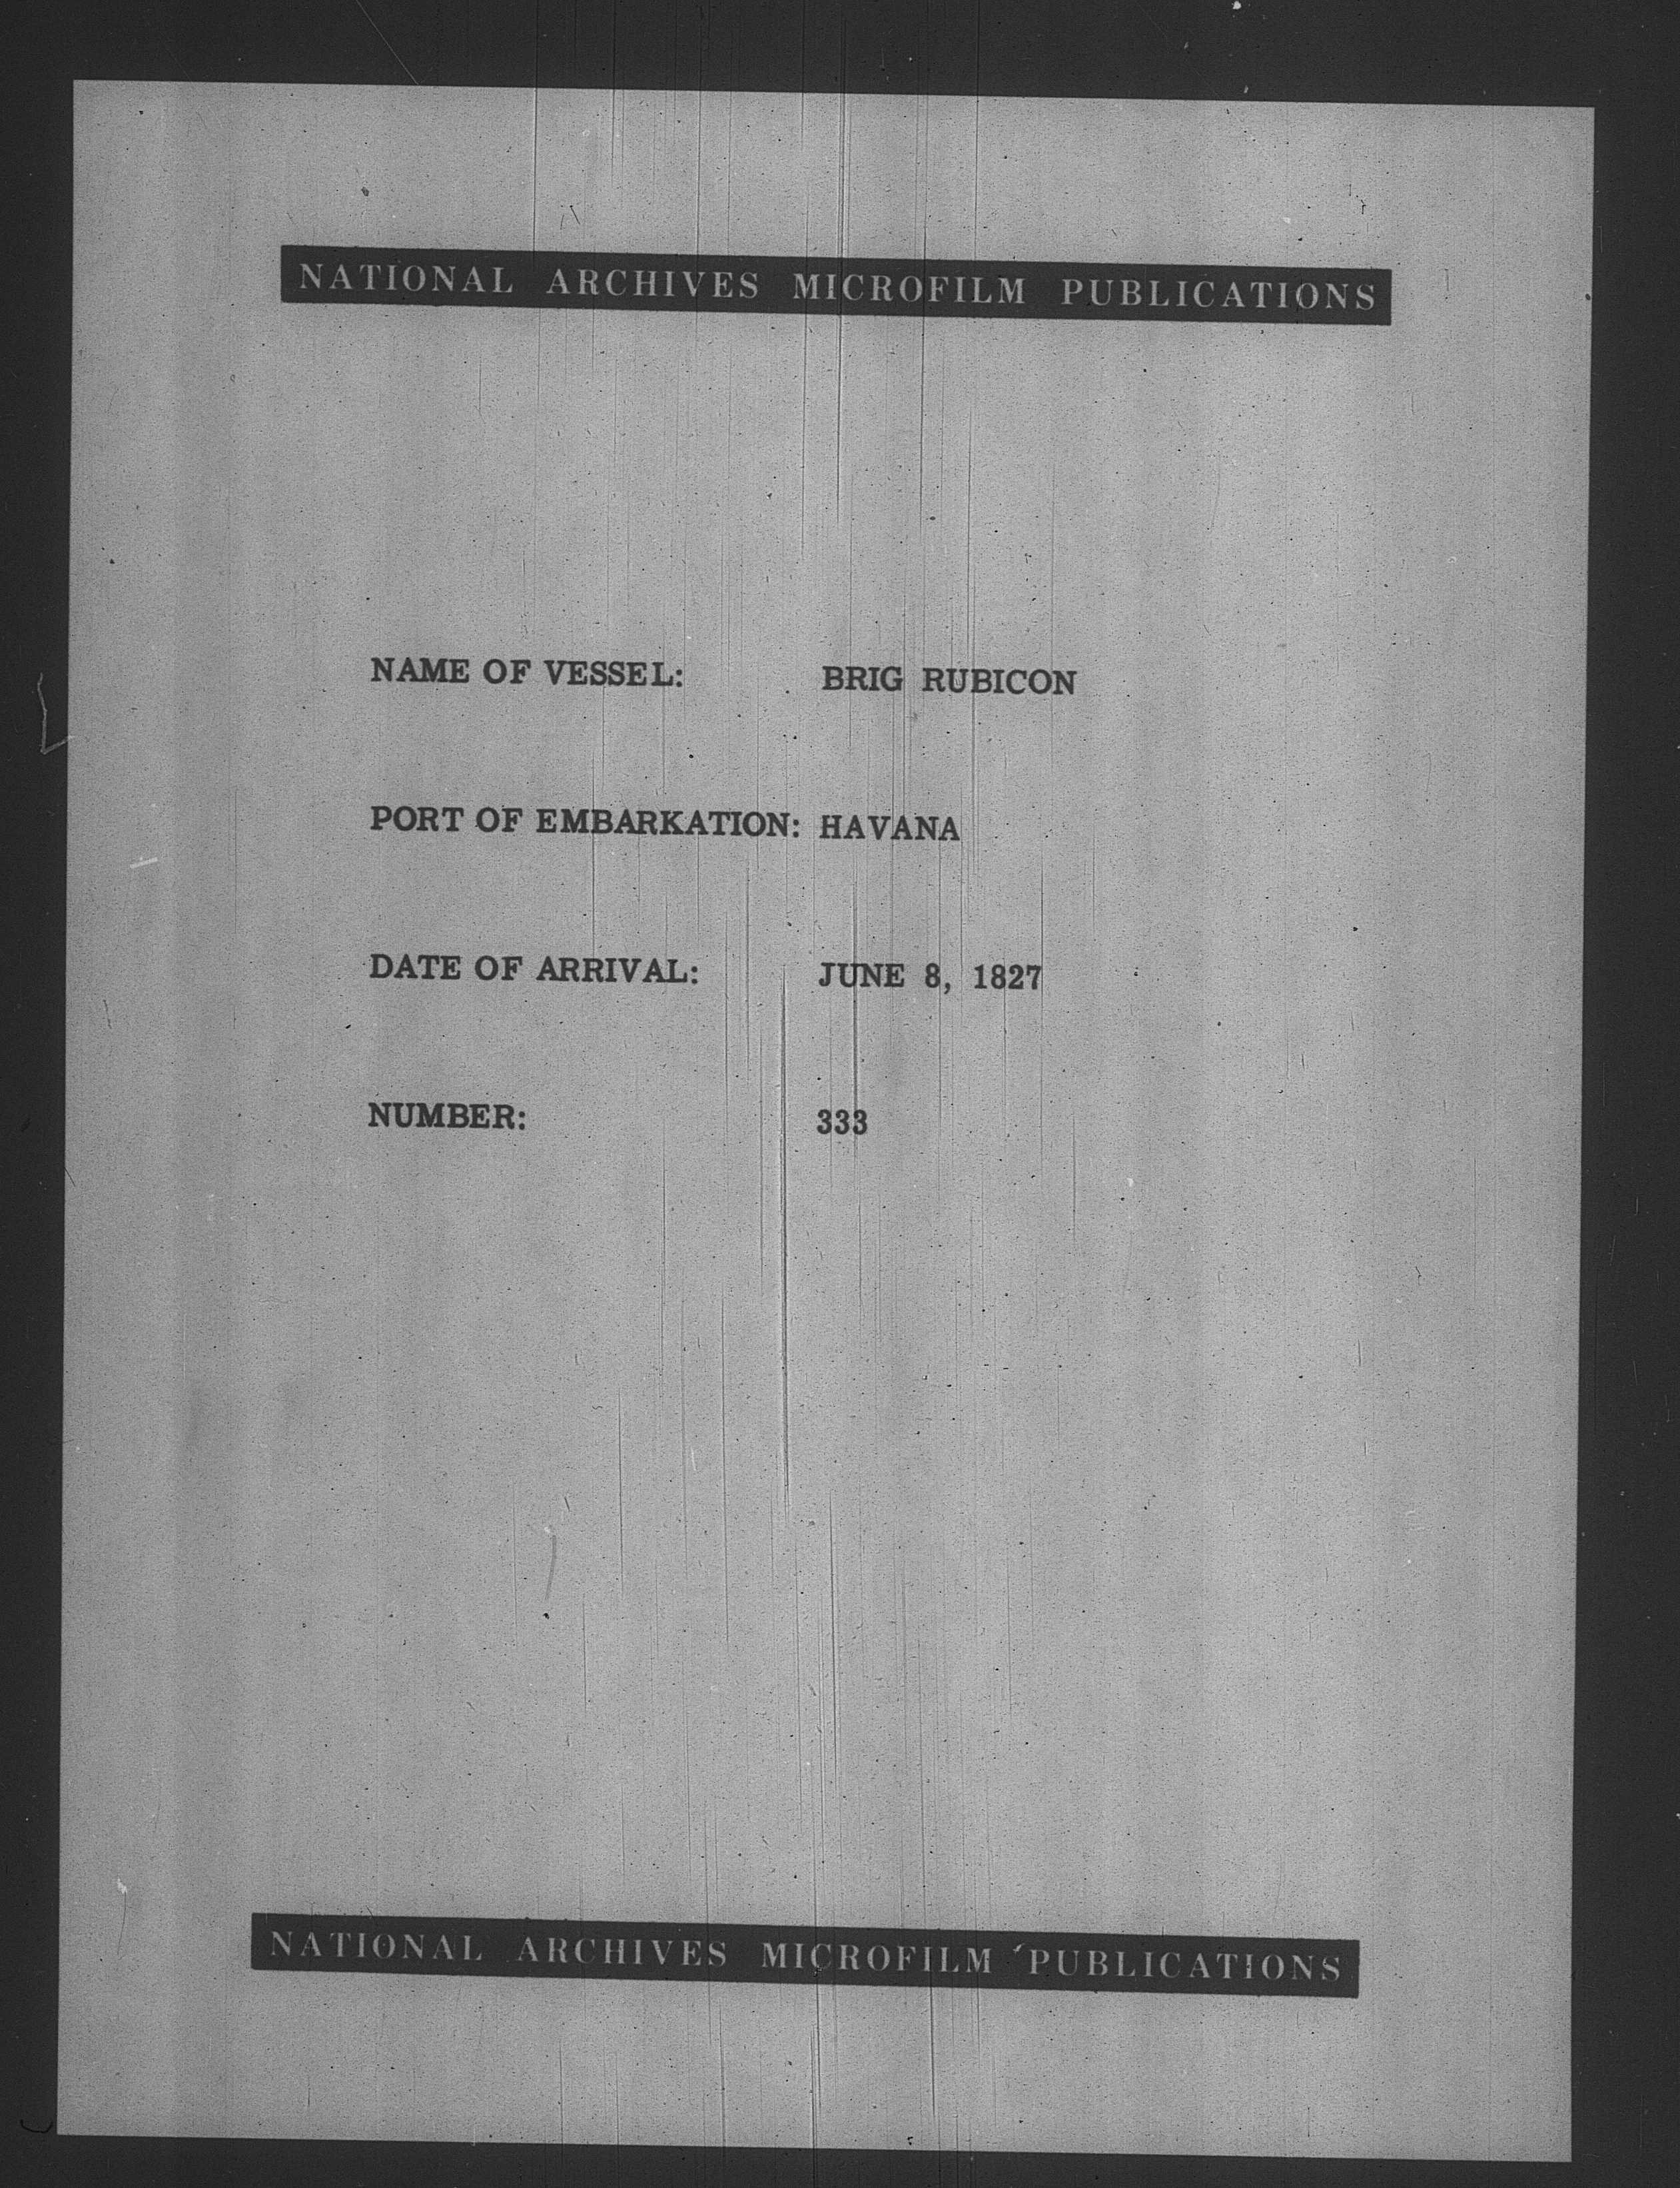 NATIONAL ARCHIVES MICROFILM PUBLICATIONS
NAME OF VESSEL: BRIG RUBICON
PORT OF EMBARKATION: HAVANA
DATE OF ARRIVAL: JUNE 8, 1827
NUMBER: 333
NATIONAL ARCHIVES MICROFILM PUBLICATIONS